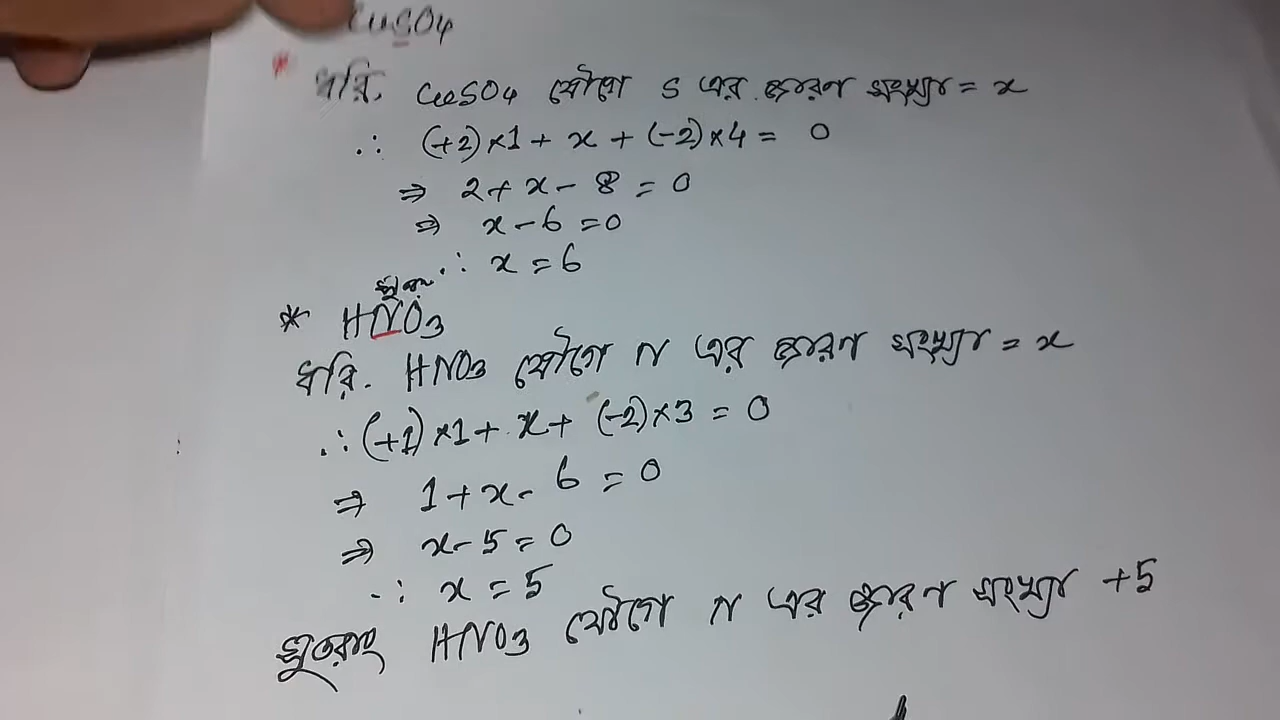 CuSO4
* ধরি, CuSO4 যৌগে S এর জারণ সংখ্যা = x
∴ (+2)×1 + x + (-2)×4 = 0
⇒ 2 + x - 8 = 0
⇒ x - 6 = 0
∴ x = 6
* HNO3
ধরি. HNO3 যৌগে N এর জারণ সংখ্যা = x
∴ (+1)×1 + x + (-2)×3 = 0
⇒ 1 + x - 6 = 0
⇒ x - 5 = 0
∴ x = 5
সুতরাং HNO3 যৌগে N এর জারণ সংখ্যা +5